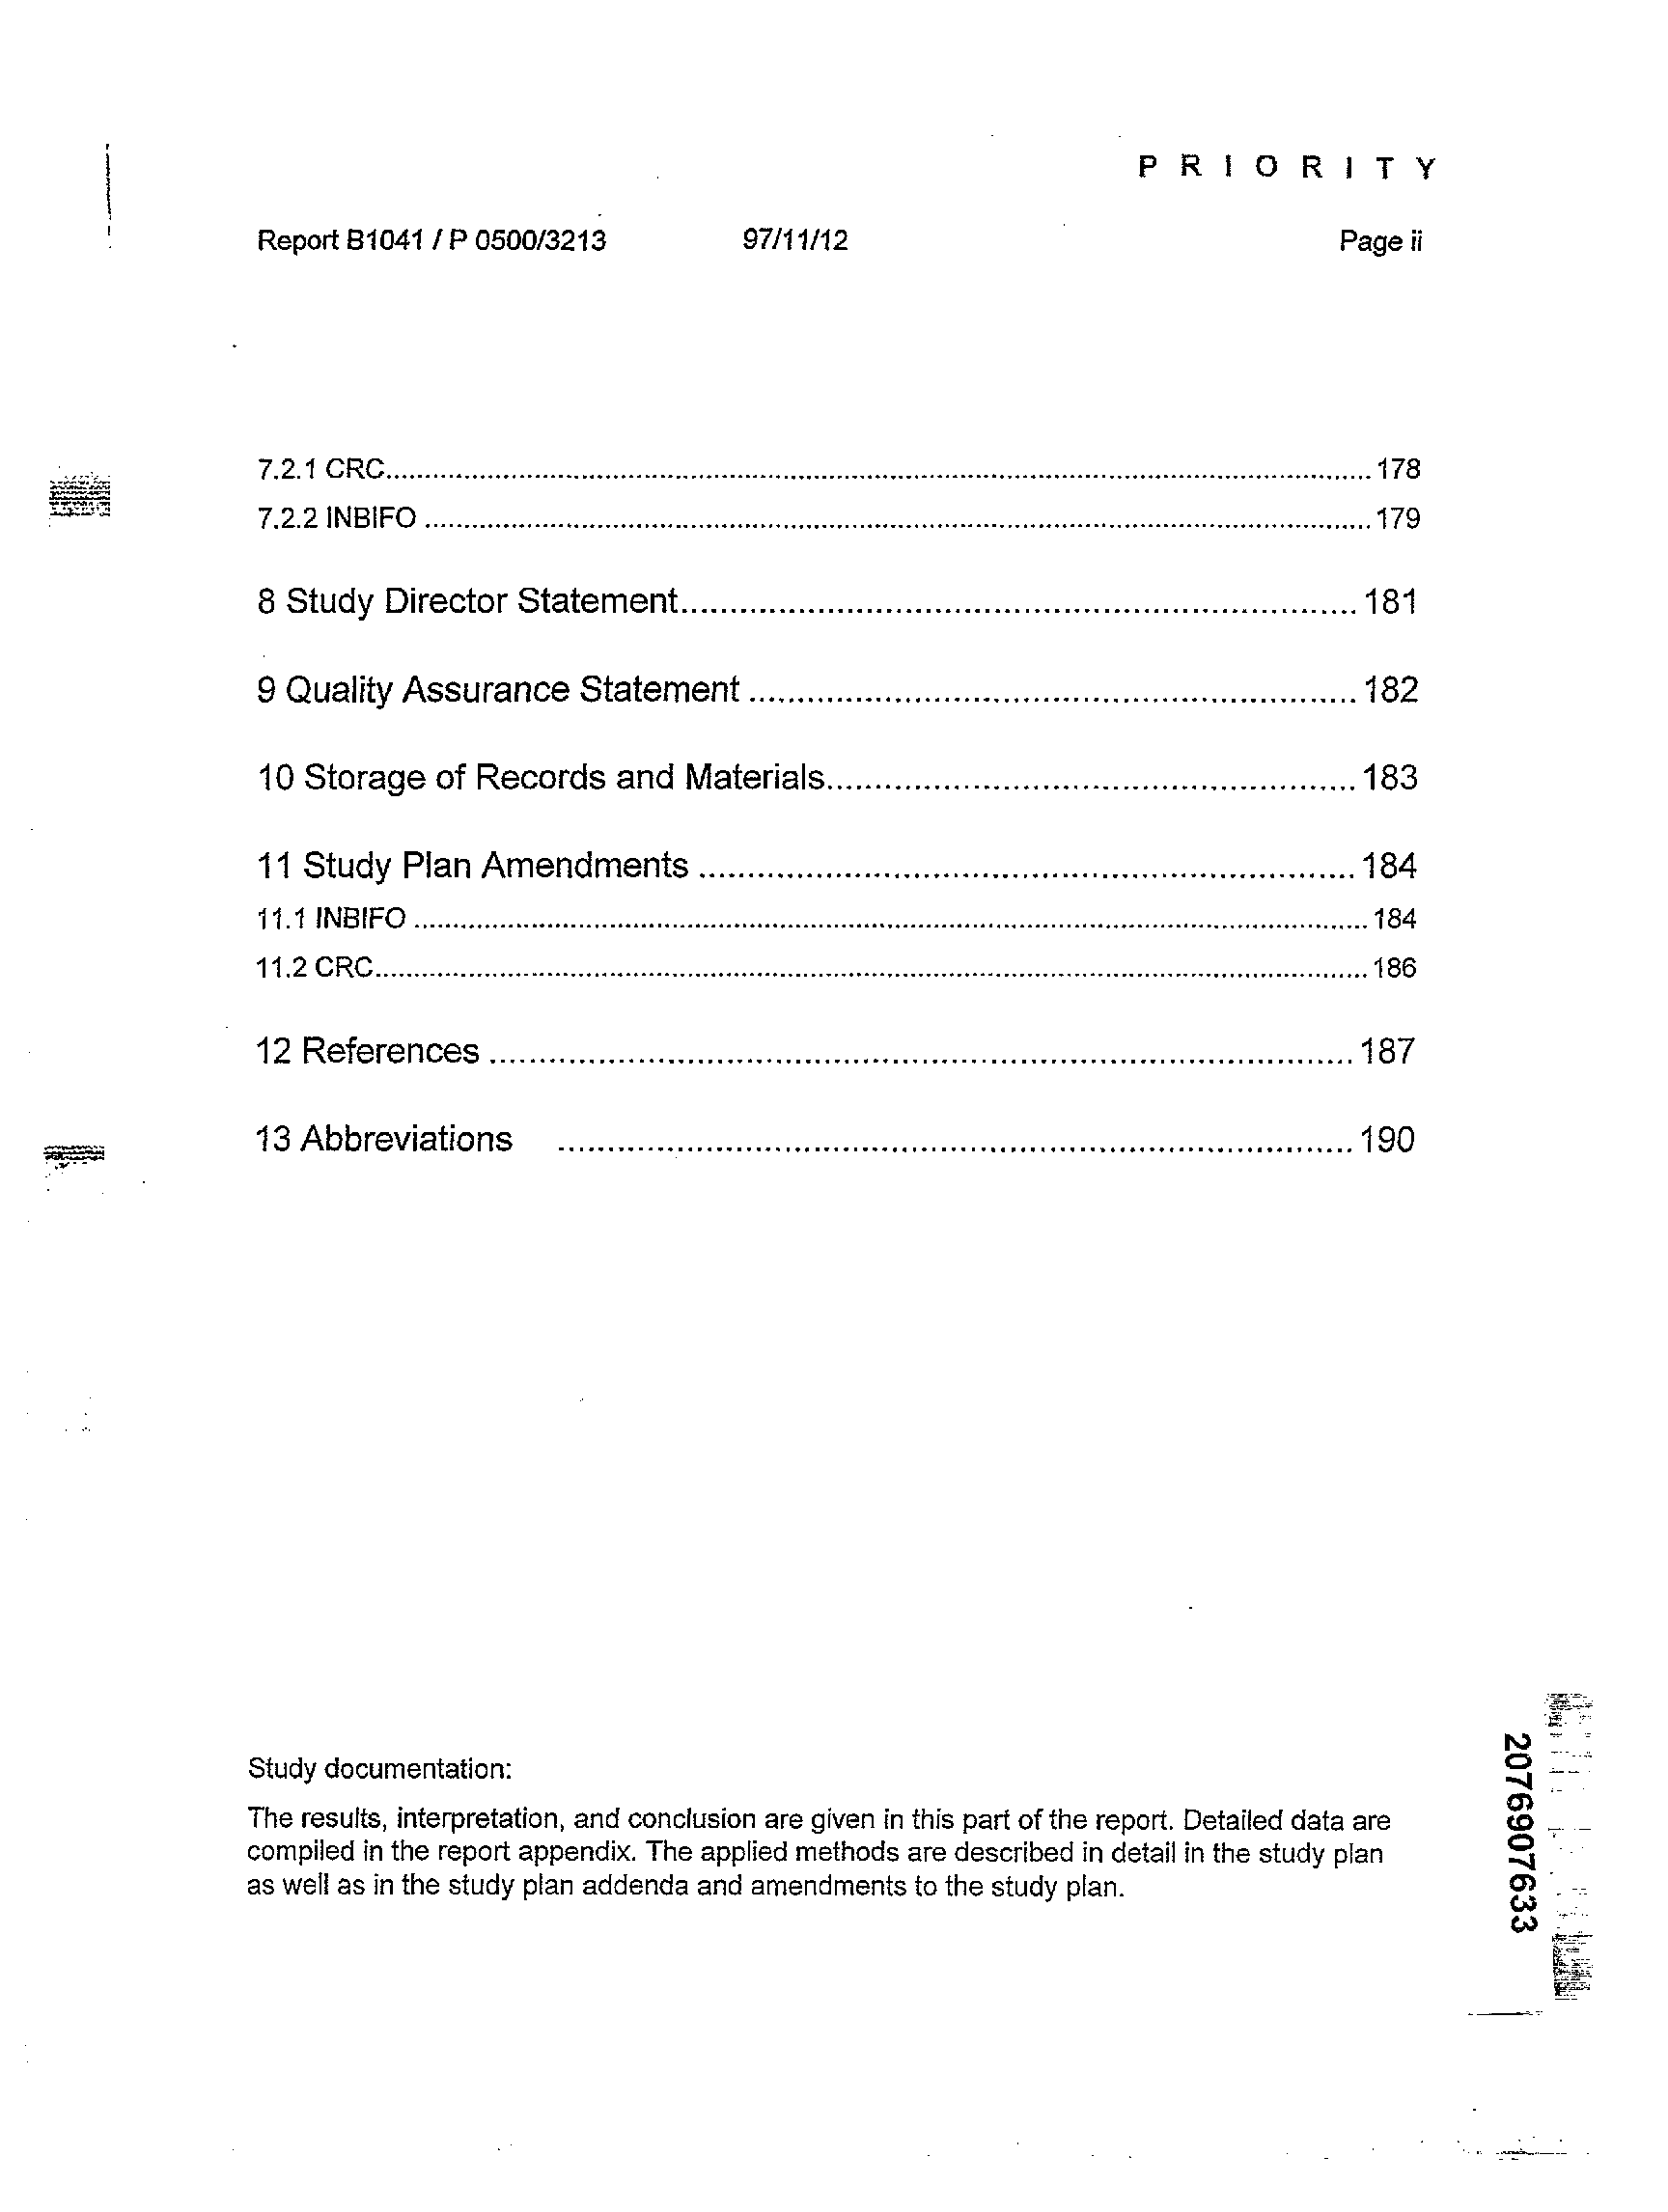 P R I O R I T Y
Report B1041 / P 0500/3213 97/11/12 Page ii
7.2.1 CRC........................................................................................................178
7.2.2 INBIFO ....................................................................................................179
8 Study Director Statement....................................................................181
9 Quality Assurance Statement .............................................................182
10 Storage of Records and Materials.....................................................183
11 Study Plan Amendments ..................................................................184
11.1 INBIFO .....................................................................................................184
11.2 CRC.........................................................................................................186
12 References .......................................................................................187
13 Abbreviations ................................................................................190
Study documentation:
The results, interpretation, and conclusion are given in this part of the report. Detailed data are
compiled in the report appendix. The applied methods are described in detail in the study plan
as well as in the study plan addenda and amendments to the study plan.
2076907633